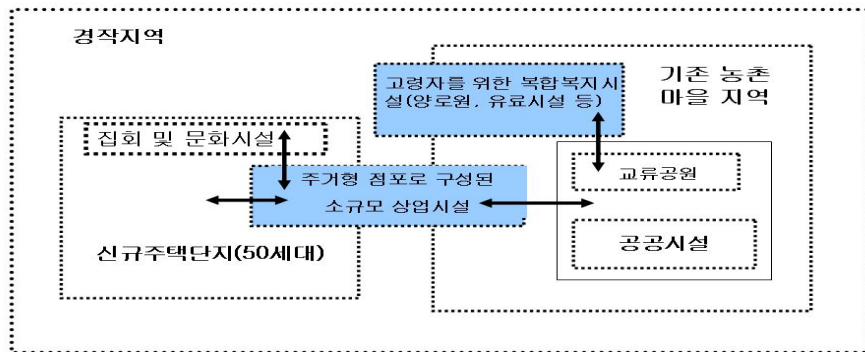 경작지역
고령자를 위한 복합복지시
설(양로원, 유료시설 등)
기존 농촌
마을 지역
집회 및 문화시설
주거형 점포로 구성된
소규모 상업시설
교류공원
공공시설
신규주택단지(50세대)